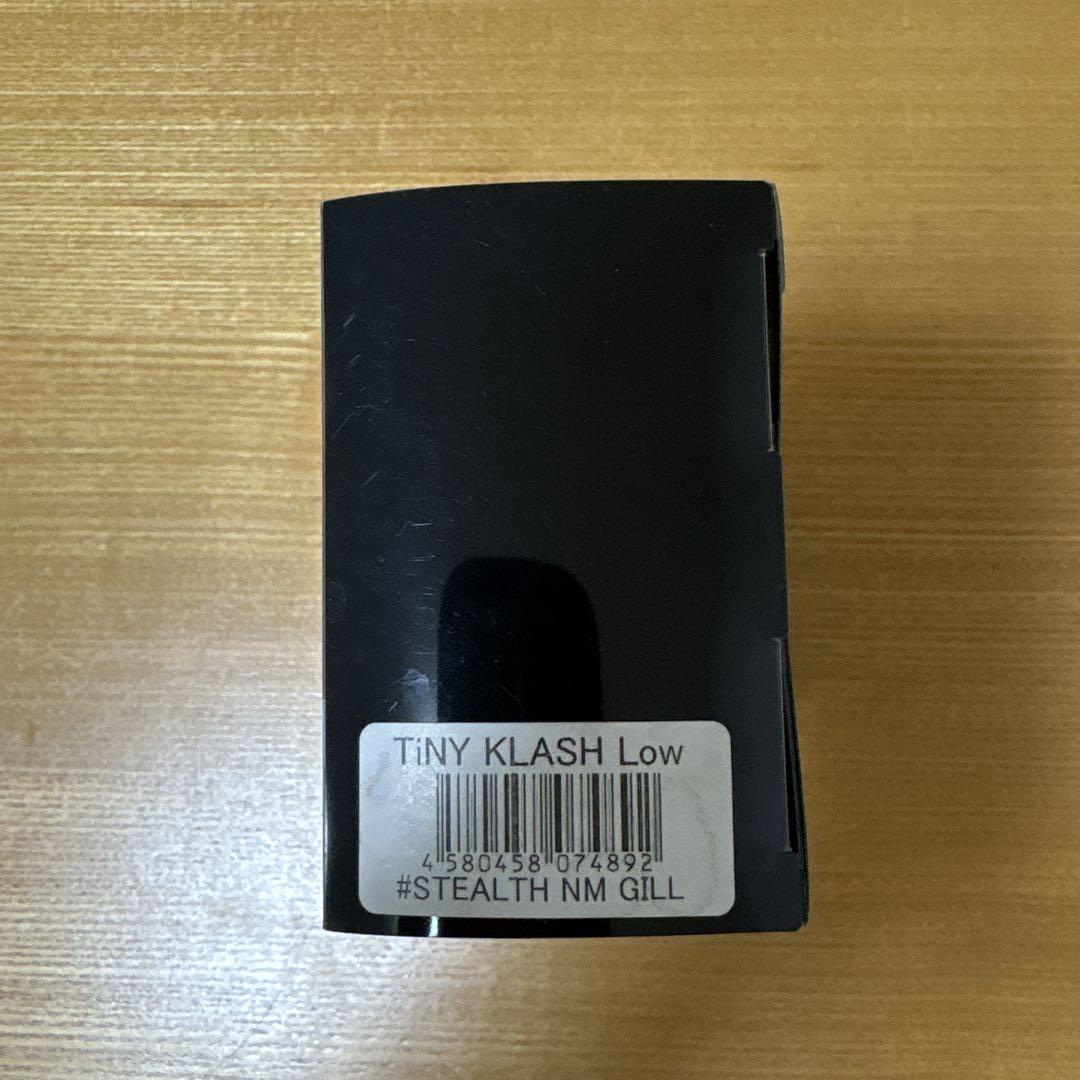 TiNY KLASH Low
4 580458 074892
#STEALTH NM GILL